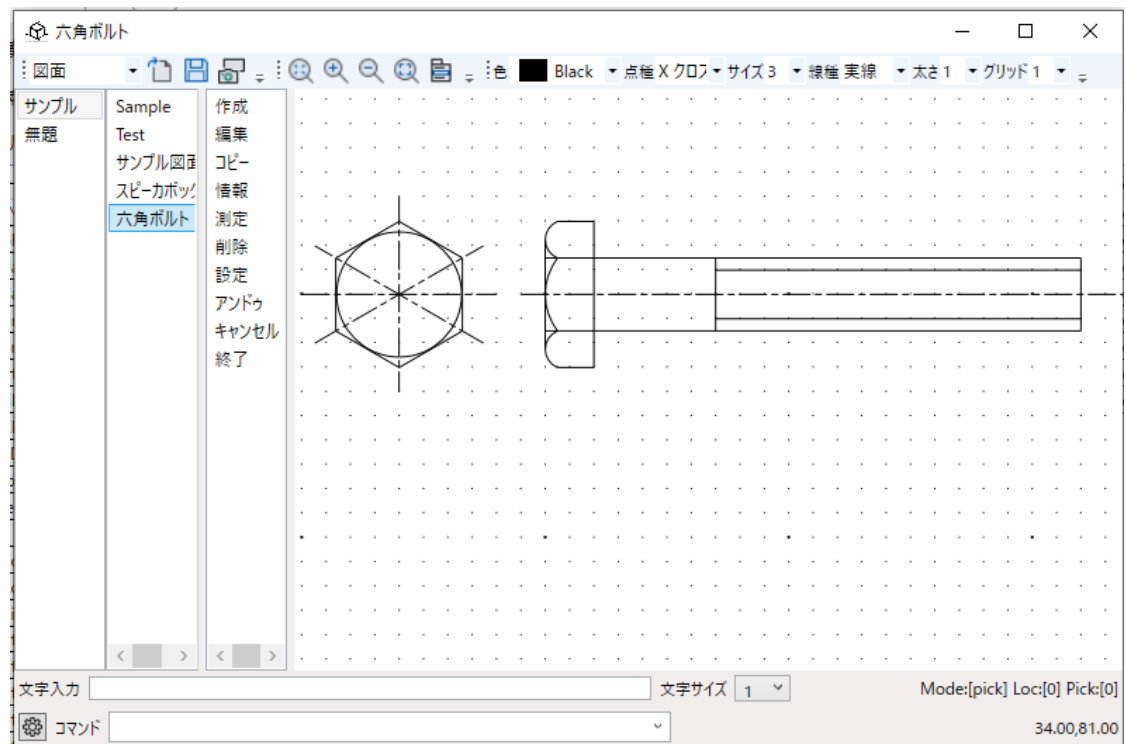 六角ボルト
図面 色 Black 点種 X クロス サイズ 3 線種 実線 太さ 1 グリッド 1
サンプル
無題
Sample
Test
サンプル図面
スピーカボック
六角ボルト
作成
編集
コピー
情報
測定
削除
設定
アンドゥ
キャンセル
終了
文字入力 文字サイズ 1 Mode:[pick] Loc:[0] Pick:[0]
コマンド 34.00,81.00